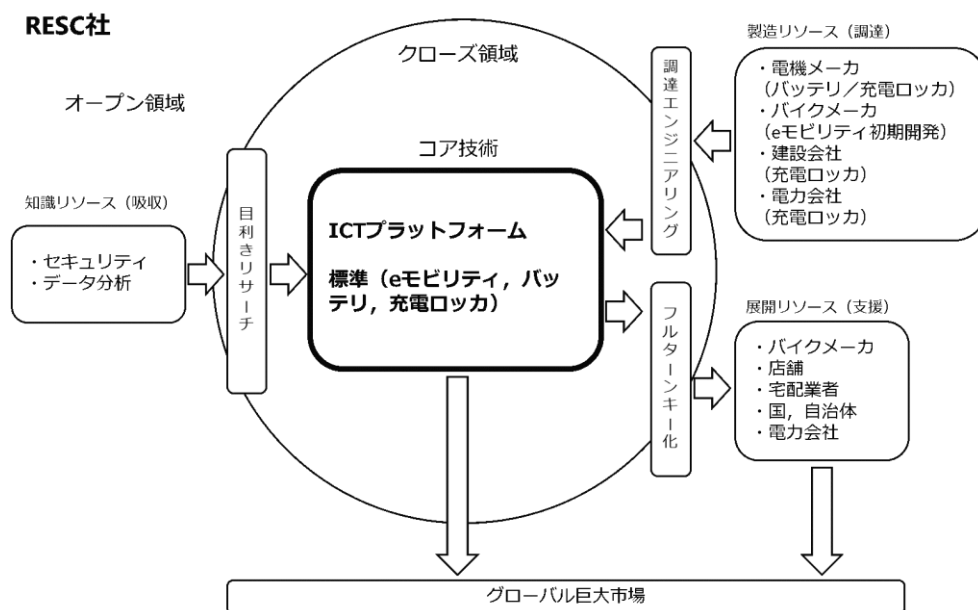 RESC社
クローズ領域
オープン領域
コア技術
知識リソース（吸収）
・セキュリティ
・データ分析
目利きリサーチ
ICTプラットフォーム
標準（eモビリティ，バッ
テリ，充電ロッカ）
調達エンジニアリング
製造リソース（調達）
・電機メーカ
（バッテリ／充電ロッカ）
・バイクメーカ
（eモビリティ初期開発）
・建設会社
（充電ロッカ）
・電力会社
（充電ロッカ）
フルターンキー化
展開リソース（支援）
・バイクメーカ
・店舗
・宅配業者
・国，自治体
・電力会社
グローバル巨大市場